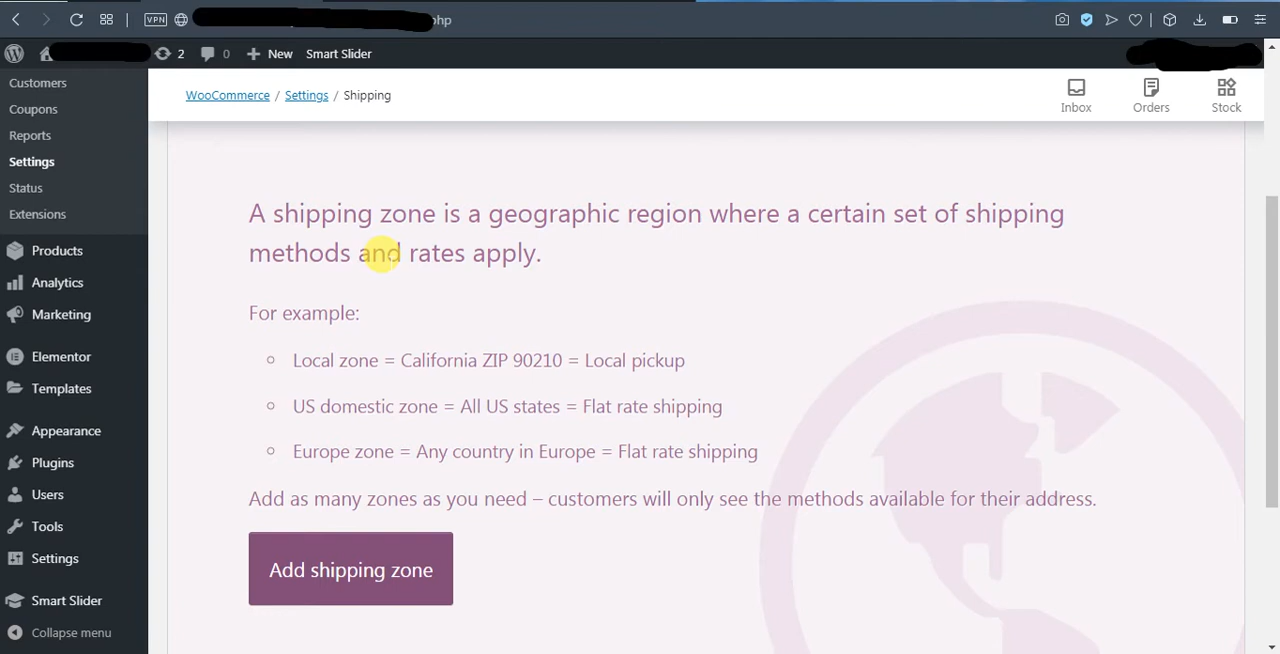 VPN
php
2
0
New
Smart Slider
Customers
Coupons
Reports
Settings
Status
Extensions
Products
Analytics
Marketing
Elementor
Templates
Appearance
Plugins
Users
Tools
Settings
Smart Slider
Collapse menu
WooCommerce / Settings / Shipping
Inbox
Orders
Stock
A shipping zone is a geographic region where a certain set of shipping
methods and rates apply.
For example:
Local zone = California ZIP 90210 = Local pickup
US domestic zone = All US states = Flat rate shipping
Europe zone = Any country in Europe = Flat rate shipping
Add as many zones as you need – customers will only see the methods available for their address.
Add shipping zone